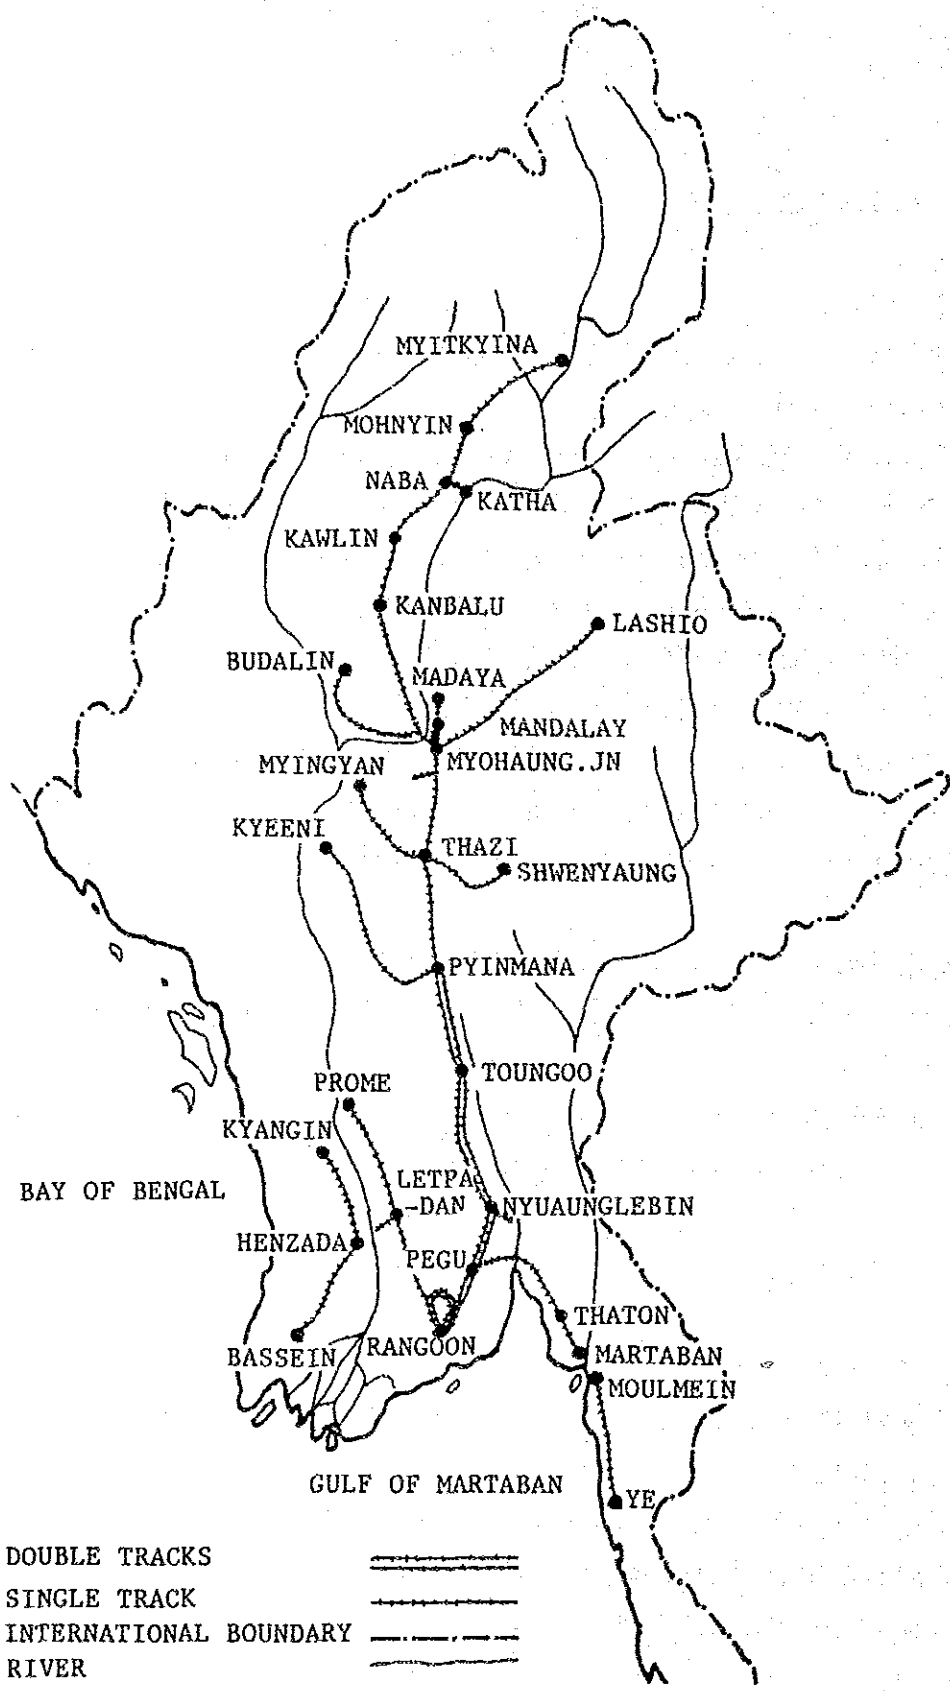 MYITKYINA
MOHNYIN
NABA
KATHA
KAWLIN
KANBALU
LASHIO
BUDALIN
MADAYA
MANDALAY
MYINGYAN
MYOHAUNG.JN
KYEENI
THAZI
SHWENYAUNG
PYINMANA
TOUNGOO
PROME
KYANGIN
LETPA
-DAN
BAY OF BENGAL
NYUAUNGLEBIN
HENZADA
PEGU
THATON
RANGOON
BASSEIN
MARTABAN
MOULMEIN
GULF OF MARTABAN
YE
DOUBLE TRACKS
SINGLE TRACK
INTERNATIONAL BOUNDARY
RIVER